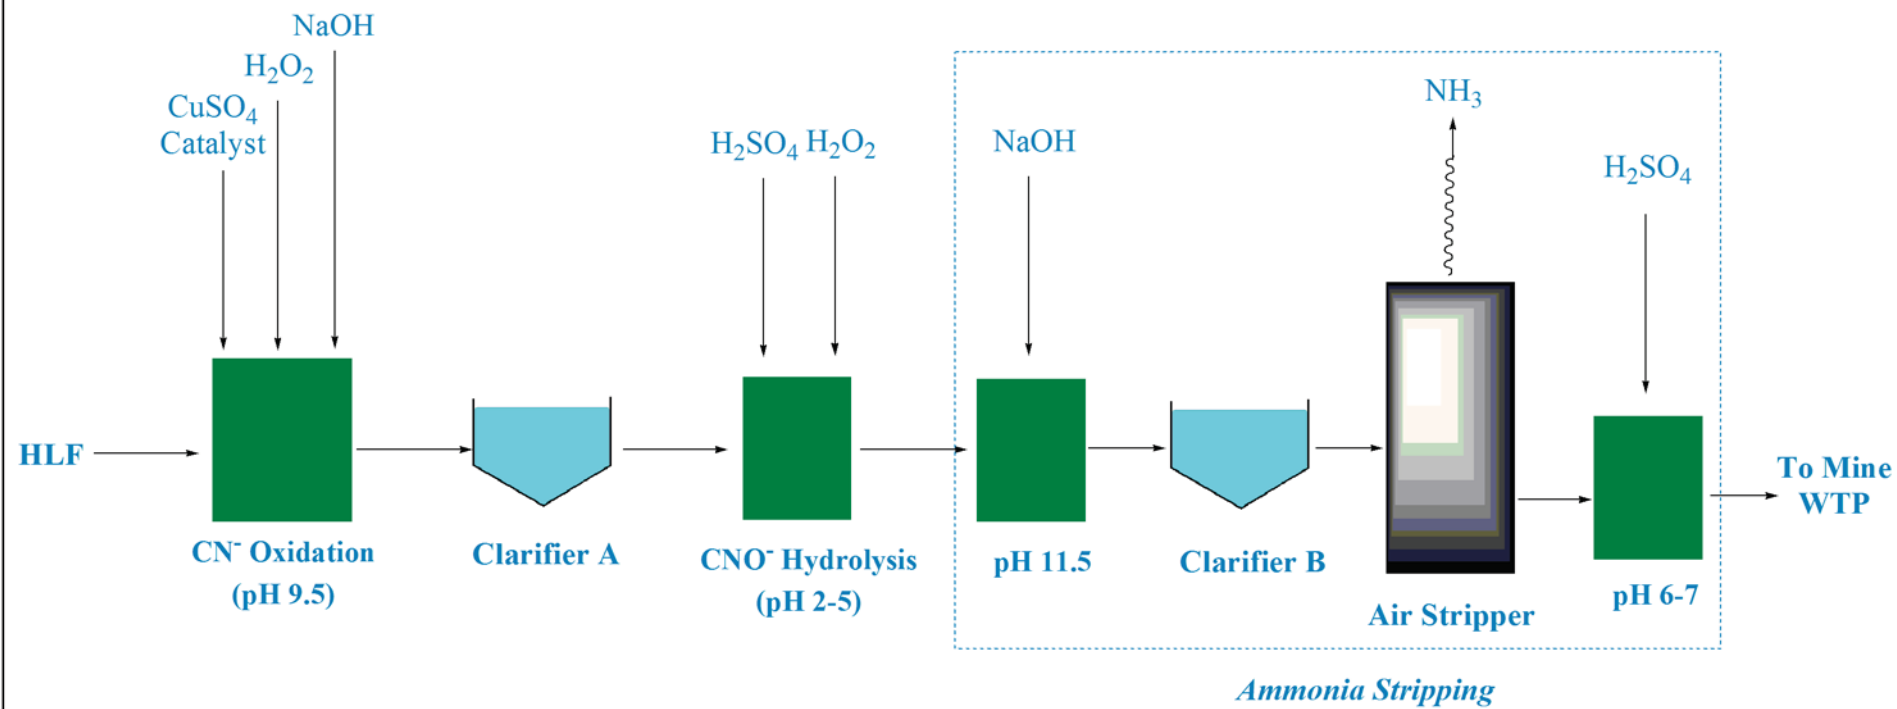 NaOH
H₂O₂
CuSO₄
Catalyst
H₂SO₄ H₂O₂
NaOH
NH₃
H₂SO₄
HLF
CN⁻ Oxidation
(pH 9.5)
Clarifier A
CNO⁻ Hydrolysis
(pH 2-5)
pH 11.5
Clarifier B
Air Stripper
pH 6-7
To Mine
WTP
Ammonia Stripping